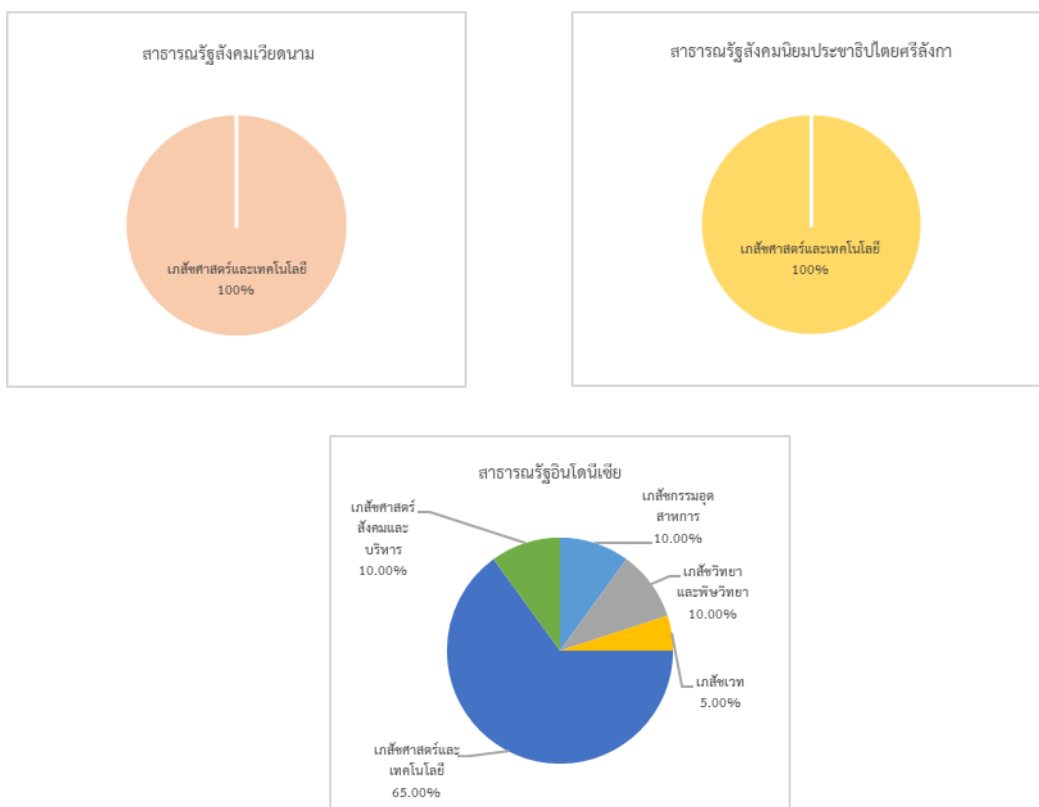 สาธารณรัฐสังคมเวียดนาม
เภสัชศาสตร์และเทคโนโลยี
100%
สาธารณรัฐสังคมนิยมประชาธิปไตยศรีลังกา
เภสัชศาสตร์และเทคโนโลยี
100%
สาธารณรัฐอินโดนีเซีย
เภสัชศาสตร์
สังคมและ
บริหาร
10.00%
เภสัชกรรมอุต
สาหการ
10.00%
เภสัชวิทยา
และพิษวิทยา
10.00%
เภสัชเวท
5.00%
เภสัชศาสตร์และ
เทคโนโลยี
65.00%